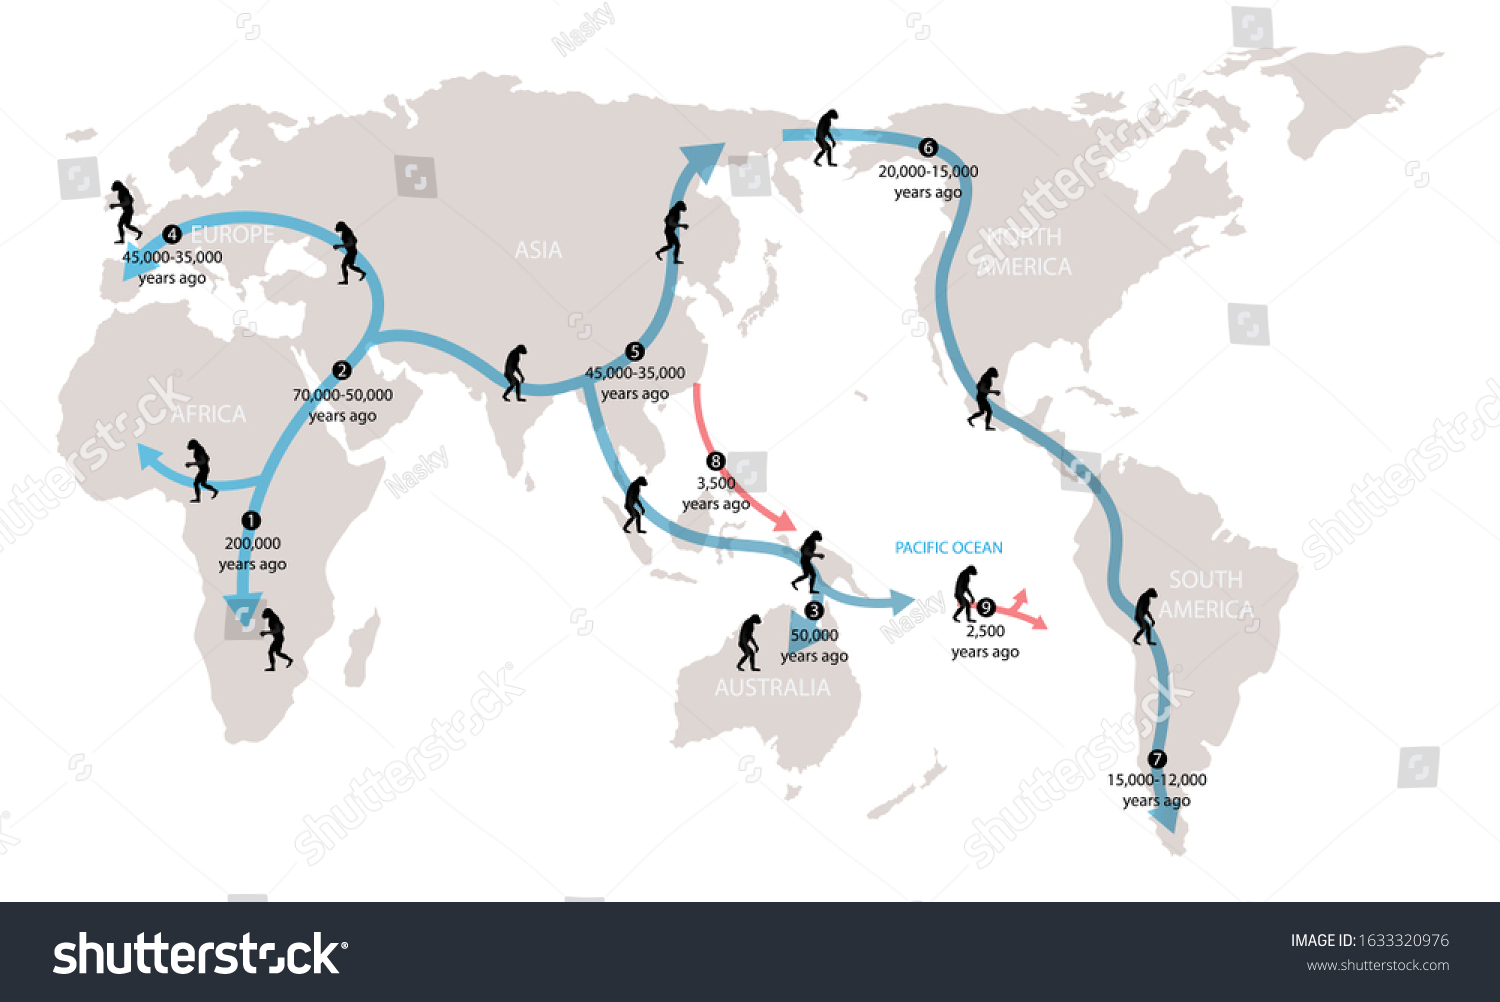 Nasky
6
20,000-15,000
years ago
4
EUROPE
45,000-35,000
years ago
ASIA
NORTH
AMERICA
shutterstock
2
70,000-50,000
years ago
5
45,000-35,000
years ago
AFRICA
shutterstock
Nasky
8
3,500
years ago
shutterstock
1
200,000
years ago
PACIFIC OCEAN
SOUTH
AMERICA
3
50,000
years ago
Nasky
9
2,500
years ago
AUSTRALIA
shutterstock
shutterstock
7
15,000-12,000
years ago
shutterstock
IMAGE ID: 1633320976
www.shutterstock.com